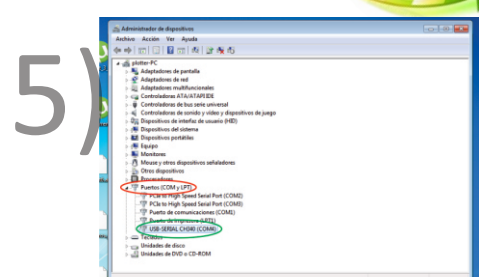 5)
Administrador de dispositivos
Archivo Acción Ver Ayuda
plotter-PC
Adaptadores de pantalla
Adaptadores de red
Adaptadores multifuncionales
Controladoras ATA/ATAPI IDE
Controladoras de bus serie universal
Controladoras de sonido y vídeo y dispositivos de juego
Dispositivos de interfaz de usuario (HID)
Dispositivos del sistema
Dispositivos portátiles
Equipo
Monitores
Mouse y otros dispositivos señaladores
Otros dispositivos
Procesadores
Puertos (COM y LPT)
PCIe to High Speed Serial Port (COM2)
PCIe to High Speed Serial Port (COM3)
Puerto de comunicaciones (COM1)
Puerto de impresora (LPT1)
USB-SERIAL CH340 (COM4)
Teclados
Unidades de disco
Unidades de DVD o CD-ROM